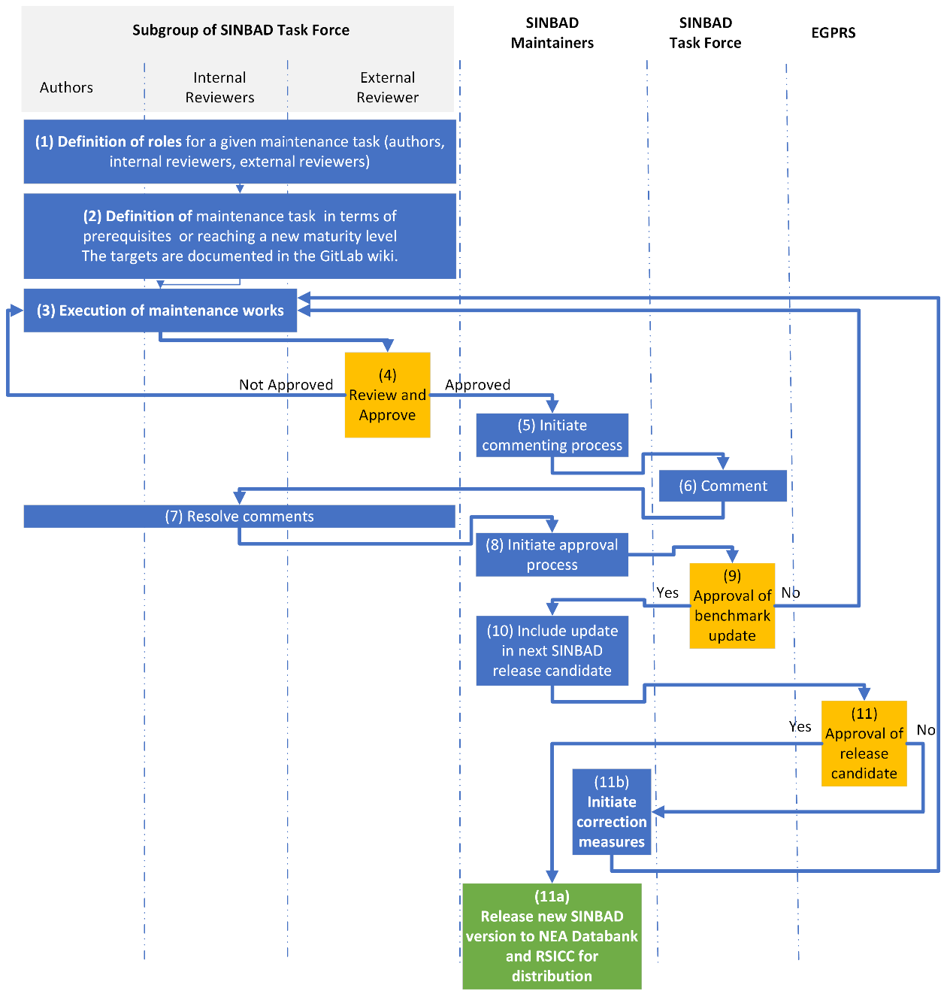 Subgroup of SINBAD Task Force
SINBAD
Maintainers
SINBAD
Task Force
EGPRS
Authors
Internal
Reviewers
External
Reviewer
(1) Definition of roles for a given maintenance task (authors,
internal reviewers, external reviewers)
(2) Definition of maintenance task in terms of
prerequisites or reaching a new maturity level
The targets are documented in the GitLab wiki.
(3) Execution of maintenance works
(4)
Review and
Approve
Not Approved
Approved
(5) Initiate
commenting process
(6) Comment
(7) Resolve comments
(8) Initiate approval
process
(9)
Approval of
benchmark
update
Yes
No
(10) Include update
in next SINBAD
release candidate
(11)
Approval of
release
candidate
Yes
No
(11b)
Initiate
correction
measures
(11a)
Release new SINBAD
version to NEA Databank
and RSICC for
distribution